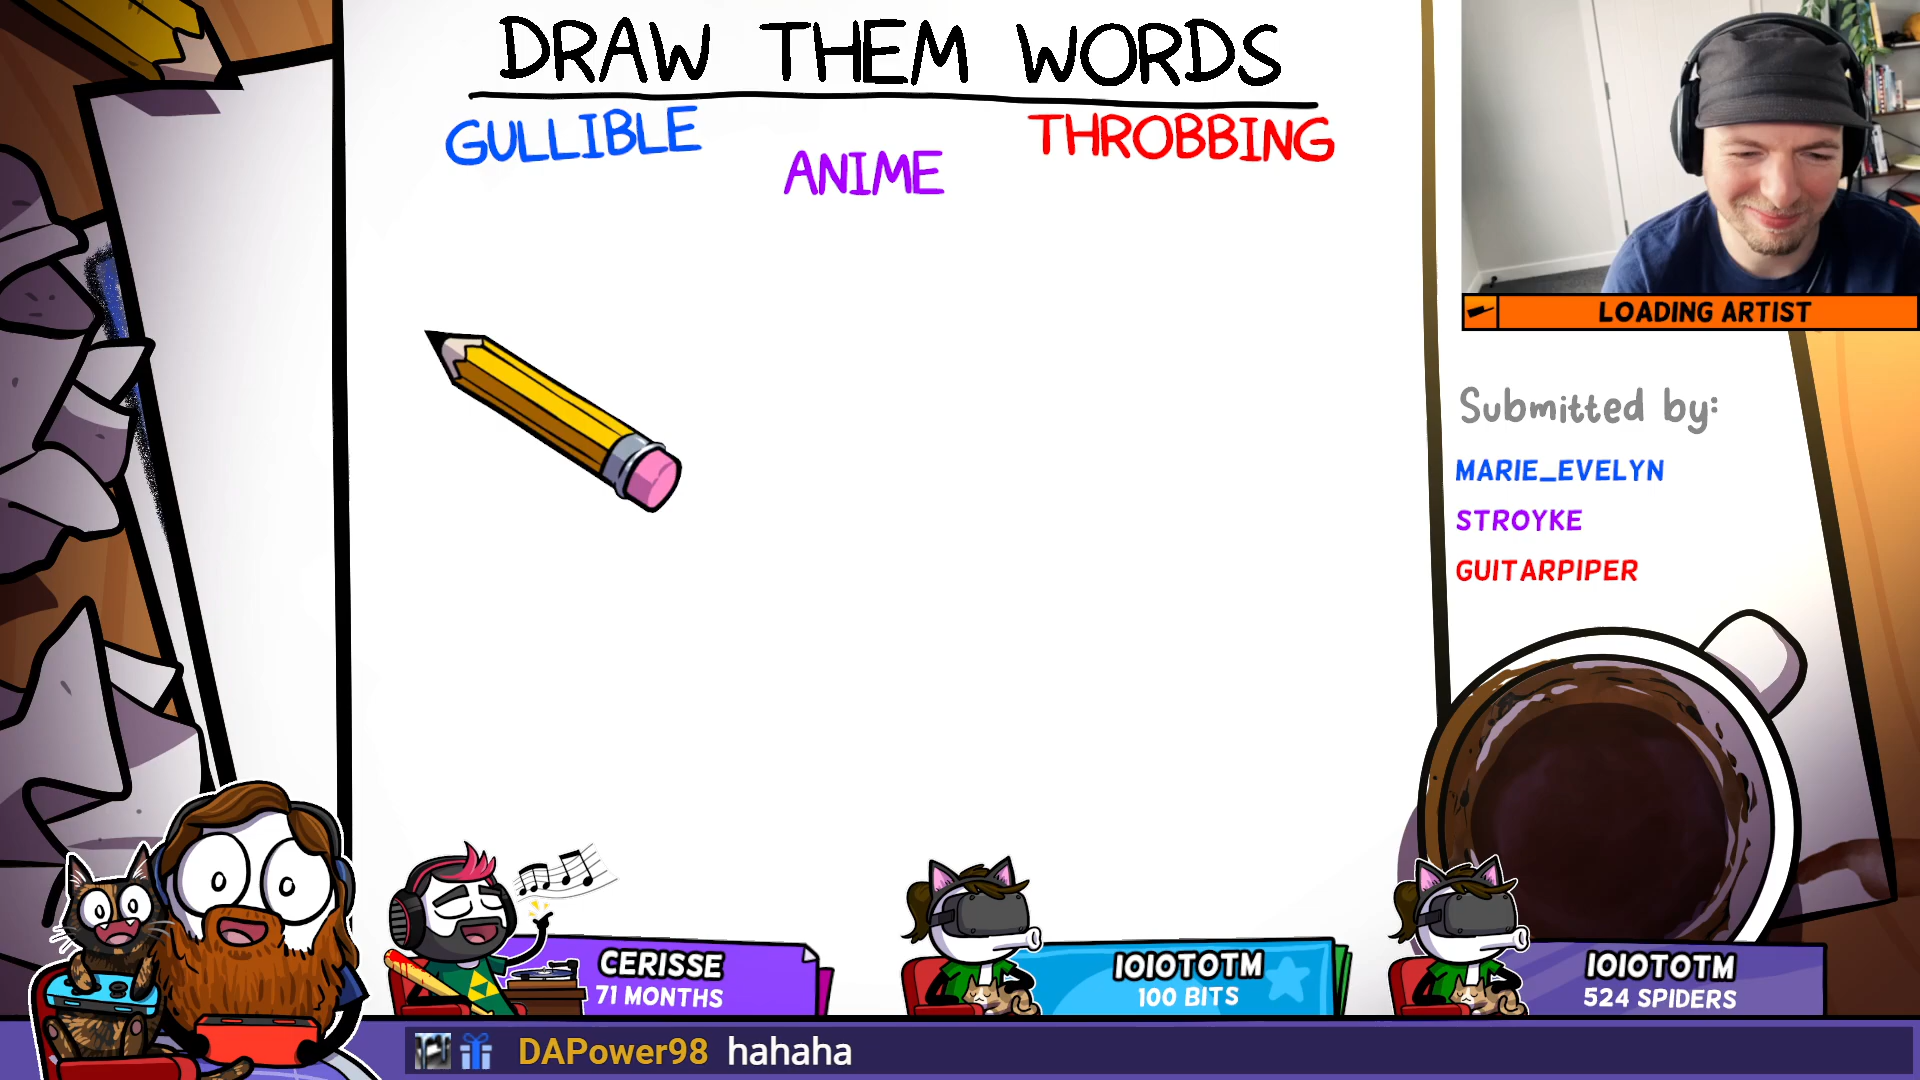 DRAW THEM WORDS
GULLIBLE
ANIME
THROBBING
LOADING ARTIST
Submitted by:
MARIE_EVELYN
STROYKE
GUITARPIPER
CERISSE
71 MONTHS
IOIOTOTM
100 BITS
IOIOTOTM
524 SPIDERS
DAPower98 hahaha